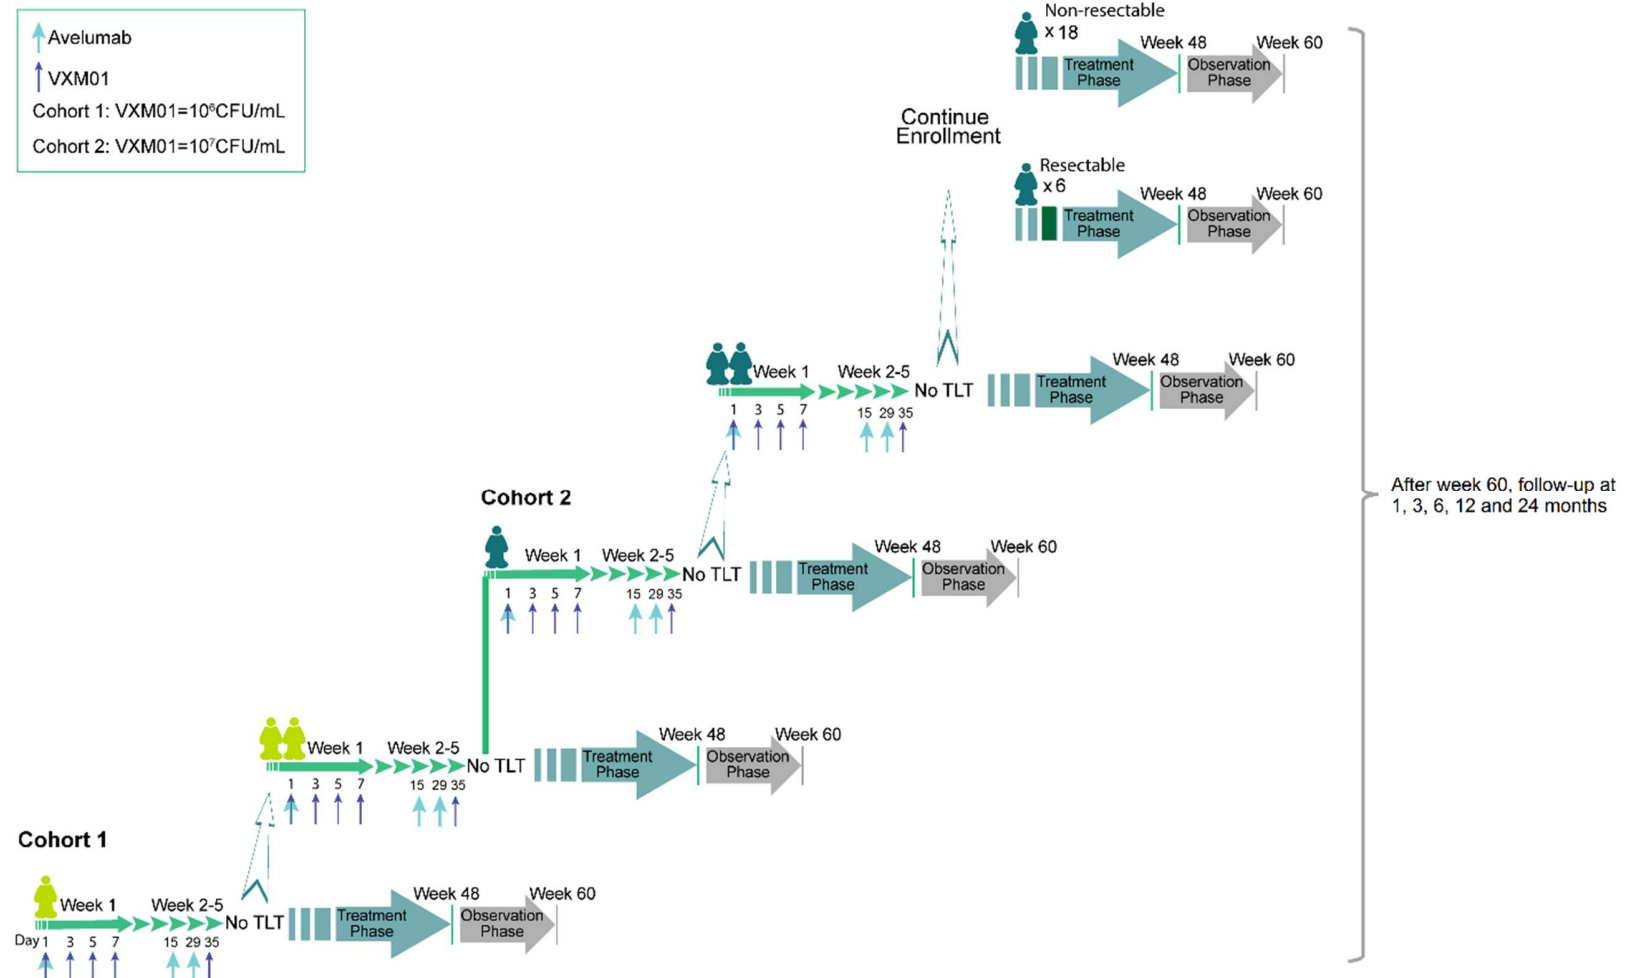 Avelumab
VXM01
Cohort 1: VXM01=10⁶CFU/mL
Cohort 2: VXM01=10⁷CFU/mL
Non-resectable
x 18
Week 48
Week 60
Treatment
Phase
Observation
Phase
Continue
Enrollment
Resectable
x 6
Week 48
Week 60
Treatment
Phase
Observation
Phase
Week 1
Week 2-5
No TLT
1 3 5 7
15 29 35
Week 48
Week 60
Treatment
Phase
Observation
Phase
After week 60, follow-up at
1, 3, 6, 12 and 24 months
Cohort 2
Week 1
Week 2-5
No TLT
1 3 5 7
15 29 35
Week 48
Week 60
Treatment
Phase
Observation
Phase
Week 1
Week 2-5
No TLT
1 3 5 7
15 29 35
Week 48
Week 60
Treatment
Phase
Observation
Phase
Cohort 1
Week 1
Week 2-5
No TLT
Day 1 3 5 7
15 29 35
Week 48
Week 60
Treatment
Phase
Observation
Phase